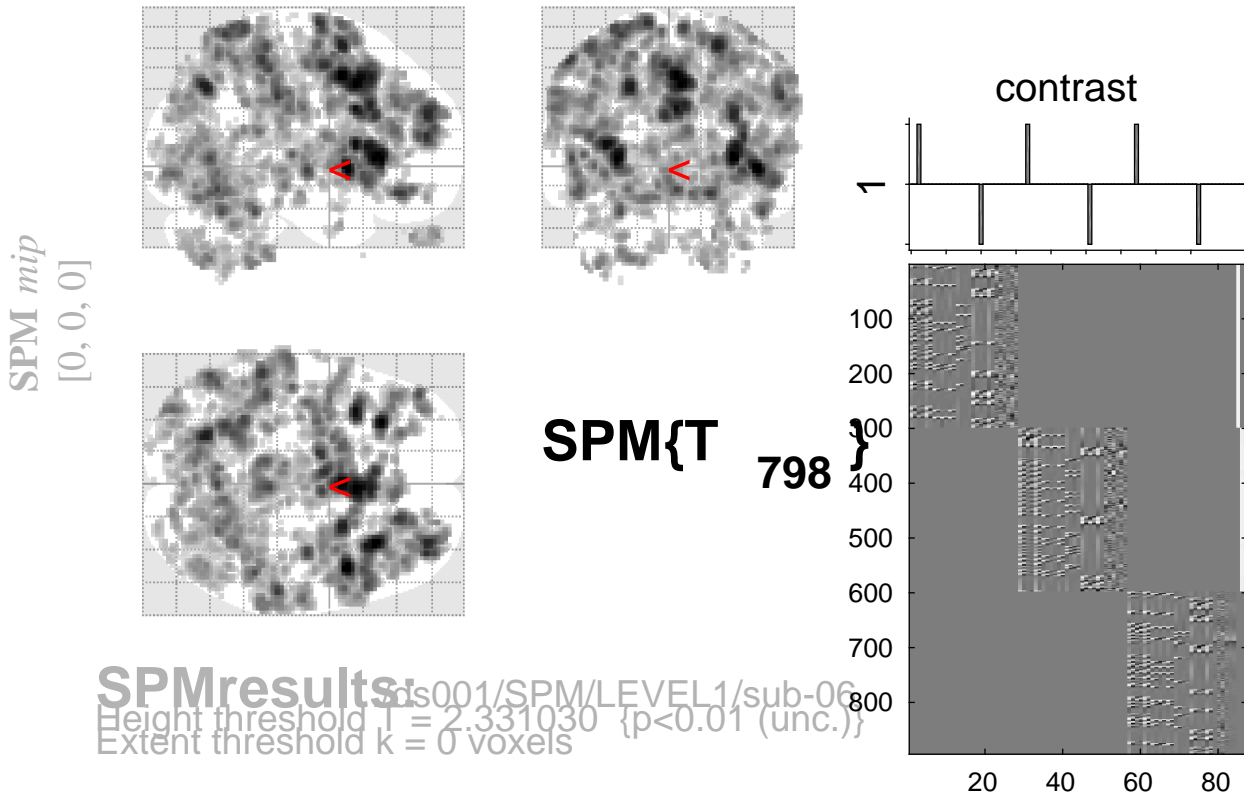 SPM mip
[0, 0, 0]
contrast
1
SPM{T 798 }
100
200
300
400
500
600
700
800
20 40 60 80
SPMresults: /ds001/SPM/LEVEL1/sub-06
Height threshold T = 2.331030 {p<0.01 (unc.)}
Extent threshold k = 0 voxels